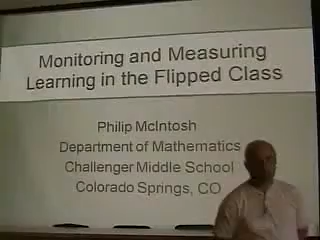 Monitoring and Measuring
Learning in the Flipped Class
Philip McIntosh
Department of Mathematics
Challenger Middle School
Colorado Springs, CO